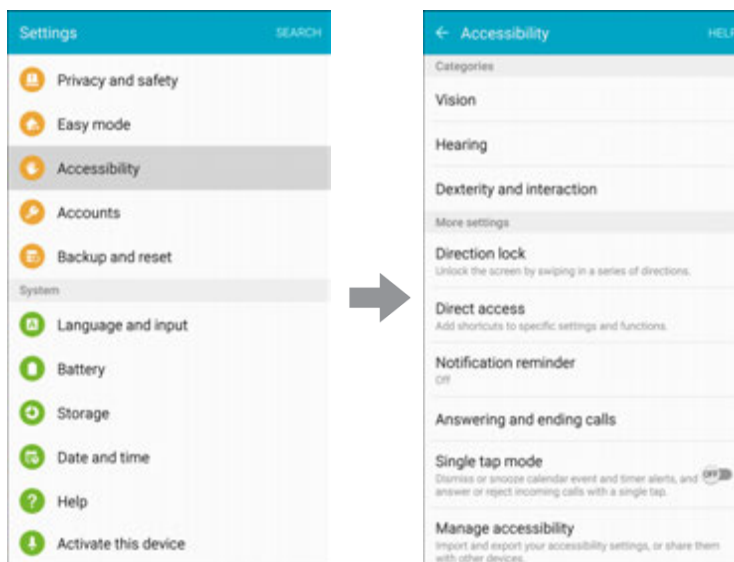 Settings
SEARCH
Privacy and safety
Easy mode
Accessibility
Accounts
Backup and reset
System
Language and input
Battery
Storage
Date and time
Help
Activate this device
Accessibility
HELP
Categories
Vision
Hearing
Dexterity and interaction
More settings
Direction lock
Unlock the screen by swiping in a series of directions.
Direct access
Add shortcuts to specific settings and functions.
Notification reminder
Off
Answering and ending calls
Single tap mode
Dismiss or snooze calendar event and timer alerts, and
answer or reject incoming calls with a single tap.
OFF
Manage accessibility
Import and export your accessibility settings, or share them
with other devices.